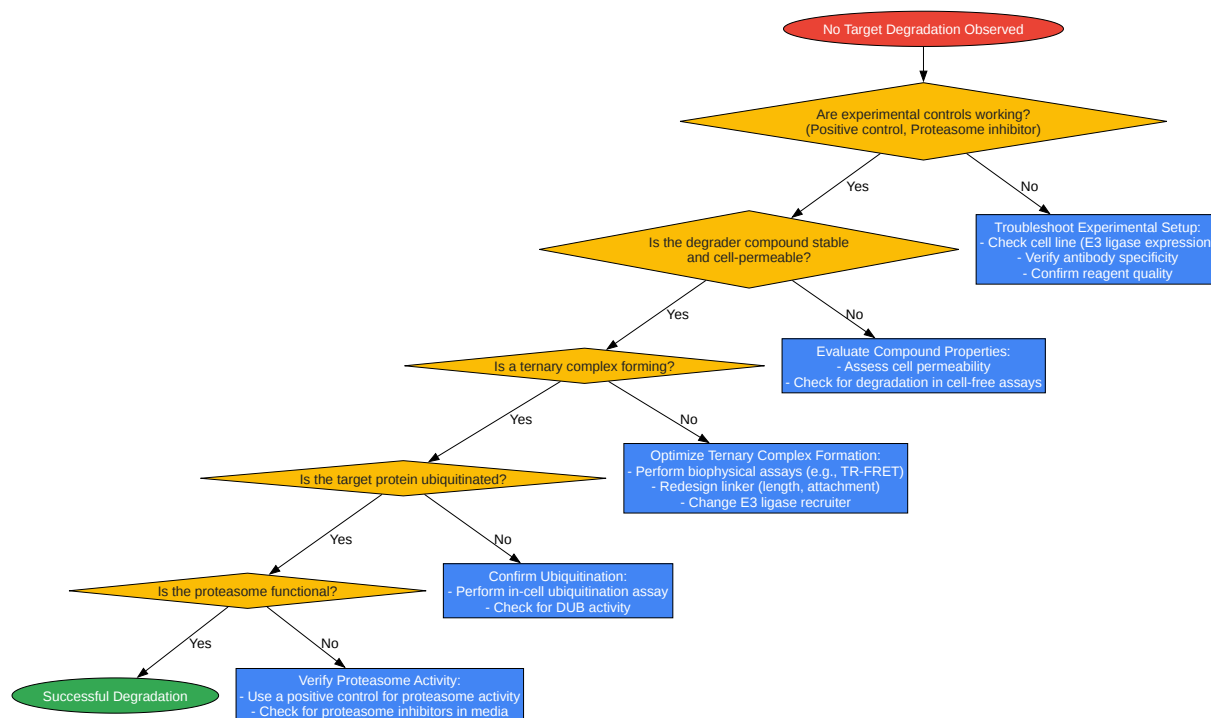 No Target Degradation Observed
Are experimental controls working?
(Positive control, Proteasome inhibitor)
Yes
No
Is the degrader compound stable
and cell-permeable?
Troubleshoot Experimental Setup:
- Check cell line (E3 ligase expression
- Verify antibody specificity
- Confirm reagent quality
Yes
No
Is a ternary complex forming?
Evaluate Compound Properties:
- Assess cell permeability
- Check for degradation in cell-free assays
Yes
No
Is the target protein ubiquitinated?
Optimize Ternary Complex Formation:
- Perform biophysical assays (e.g., TR-FRET)
- Redesign linker (length, attachment)
- Change E3 ligase recruiter
Yes
No
Is the proteasome functional?
Confirm Ubiquitination:
- Perform in-cell ubiquitination assay
- Check for DUB activity
Yes
No
Successful Degradation
Verify Proteasome Activity:
- Use a positive control for proteasome activity
- Check for proteasome inhibitors in media